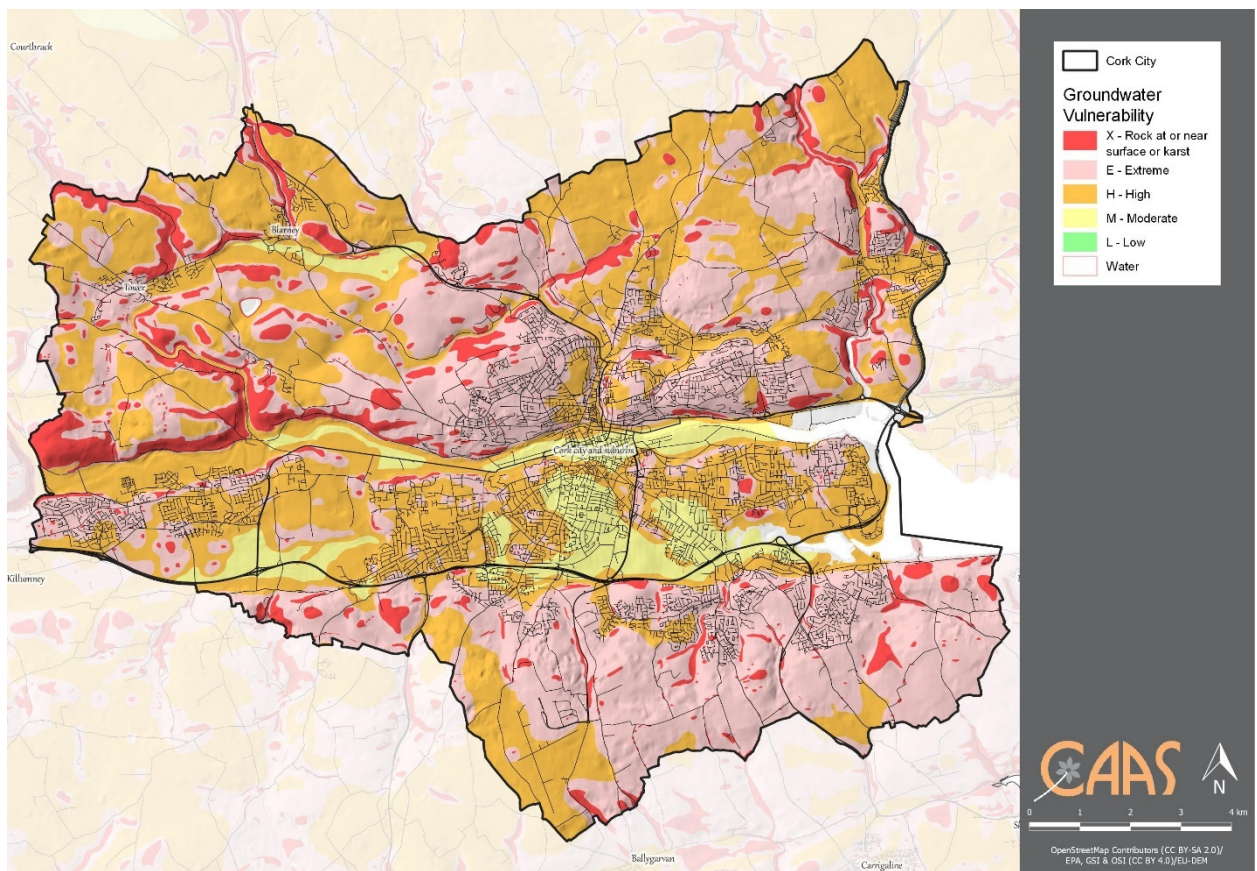 Courtbrack
Blarney
Tower
Cork city and suburbs
Killumney
Ballygarvan
Carrigaline
Cork City
Groundwater
Vulnerability
X - Rock at or near
surface or karst
E - Extreme
H - High
M - Moderate
L - Low
Water
CAAS
N
0 1 2 3 4 km
OpenStreetMap Contributors (CC BY-SA 2.0)/
EPA, GSI & OSI (CC BY 4.0)/EU-DEM